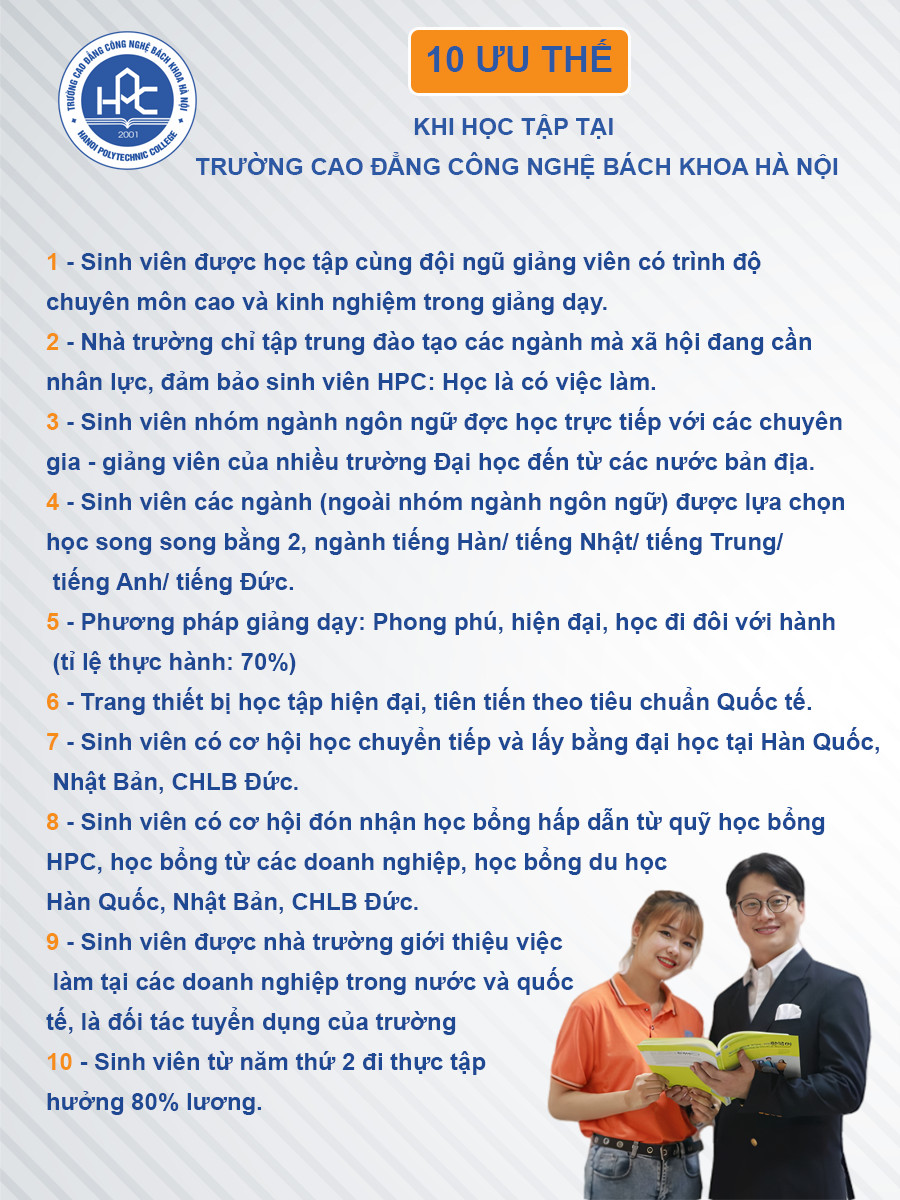 TRƯỜNG CAO ĐẲNG CÔNG NGHỆ BÁCH KHOA HÀ NỘI
HPC
2001
HANOI POLYTECHNIC COLLEGE
10 ƯU THẾ
KHI HỌC TẬP TẠI
TRƯỜNG CAO ĐẲNG CÔNG NGHỆ BÁCH KHOA HÀ NỘI
1 - Sinh viên được học tập cùng đội ngũ giảng viên có trình độ
chuyên môn cao và kinh nghiệm trong giảng dạy.
2 - Nhà trường chỉ tập trung đào tạo các ngành mà xã hội đang cần
nhân lực, đảm bảo sinh viên HPC: Học là có việc làm.
3 - Sinh viên nhóm ngành ngôn ngữ đợc học trực tiếp với các chuyên
gia - giảng viên của nhiều trường Đại học đến từ các nước bản địa.
4 - Sinh viên các ngành (ngoài nhóm ngành ngôn ngữ) được lựa chọn
học song song bằng 2, ngành tiếng Hàn/ tiếng Nhật/ tiếng Trung/
tiếng Anh/ tiếng Đức.
5 - Phương pháp giảng dạy: Phong phú, hiện đại, học đi đôi với hành
(tỉ lệ thực hành: 70%)
6 - Trang thiết bị học tập hiện đại, tiên tiến theo tiêu chuẩn Quốc tế.
7 - Sinh viên có cơ hội học chuyển tiếp và lấy bằng đại học tại Hàn Quốc,
Nhật Bản, CHLB Đức.
8 - Sinh viên có cơ hội đón nhận học bổng hấp dẫn từ quỹ học bổng
HPC, học bổng từ các doanh nghiệp, học bổng du học
Hàn Quốc, Nhật Bản, CHLB Đức.
9 - Sinh viên được nhà trường giới thiệu việc
làm tại các doanh nghiệp trong nước và quốc
tế, là đối tác tuyển dụng của trường
10 - Sinh viên từ năm thứ 2 đi thực tập
hưởng 80% lương.